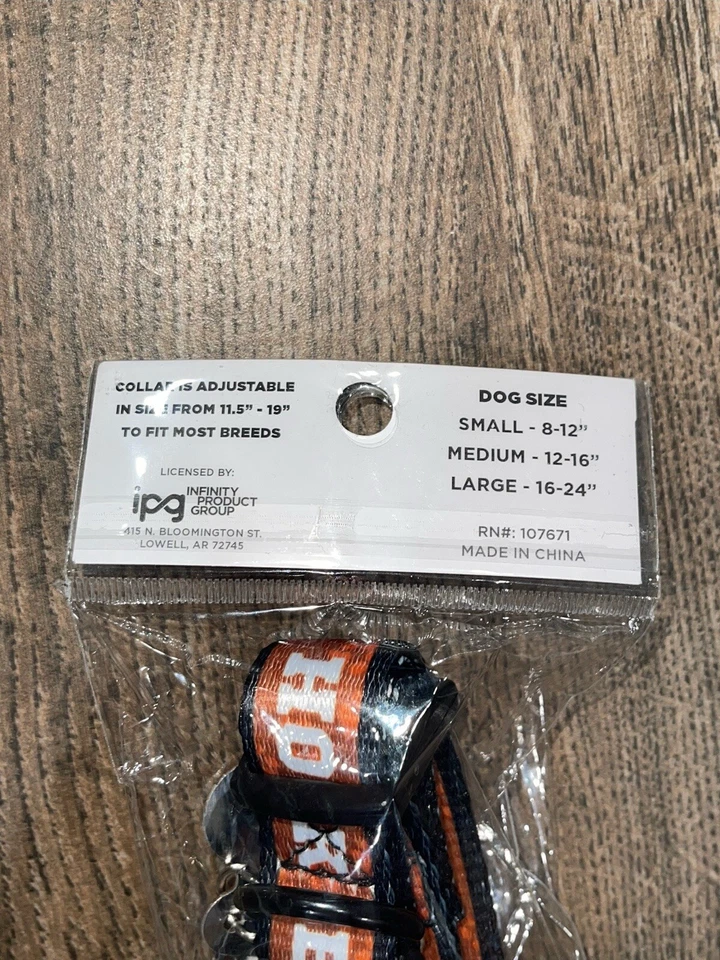 COLLAR IS ADJUSTABLE
IN SIZE FROM 11.5” - 19”
TO FIT MOST BREEDS
LICENSED BY:
ipg INFINITY
PRODUCT
GROUP
415 N. BLOOMINGTON ST.
LOWELL, AR 72745
DOG SIZE
SMALL - 8-12”
MEDIUM - 12-16”
LARGE - 16-24”
RN#: 107671
MADE IN CHINA
HO
K
E